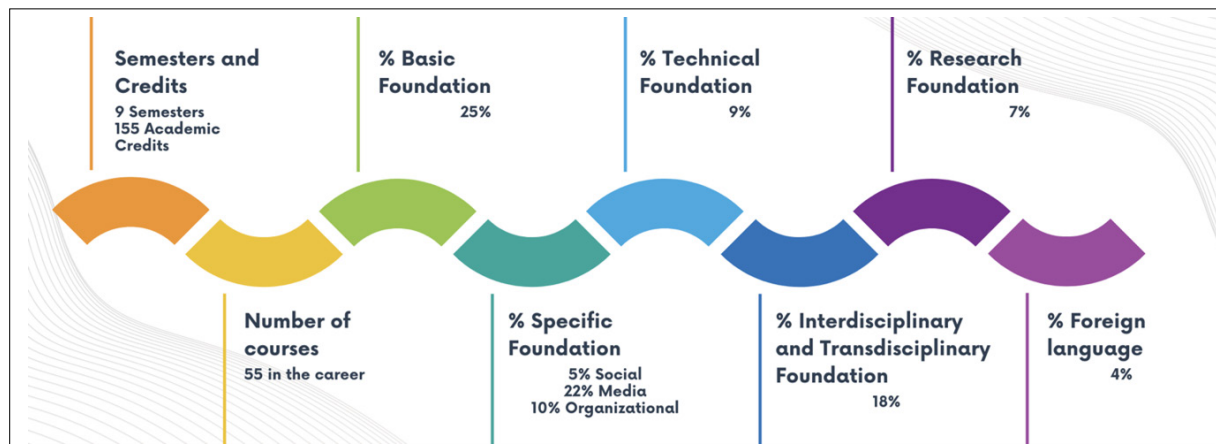 Semesters and
Credits
9 Semesters
155 Academic
Credits
% Basic
Foundation
25%
% Technical
Foundation
9%
% Research
Foundation
7%
Number of
courses
55 in the career
% Specific
Foundation
5% Social
22% Media
10% Organizational
% Interdisciplinary
and Transdisciplinary
Foundation
18%
% Foreign
language
4%